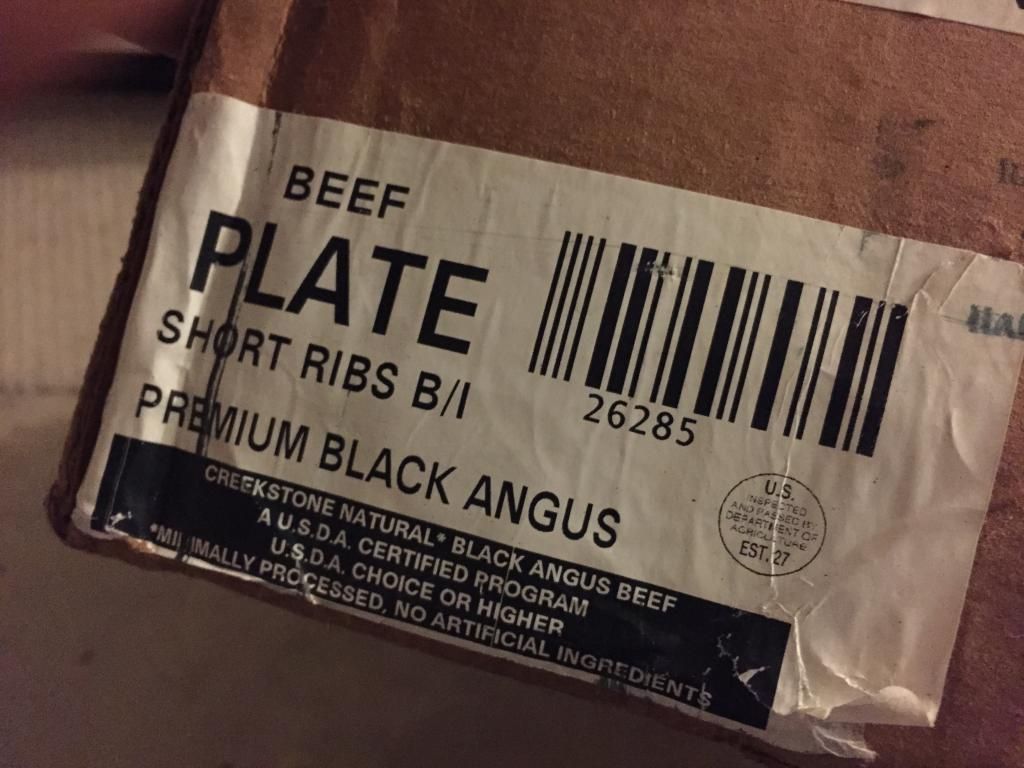 BEEF
PLATE
SHORT RIBS B/I
PREMIUM BLACK ANGUS
26285
CREEKSTONE NATURAL* BLACK ANGUS BEEF
A U.S.D.A. CERTIFIED PROGRAM
U.S.D.A. CHOICE OR HIGHER
*MINIMALLY PROCESSED, NO ARTIFICIAL INGREDIENTS
U.S.
INSPECTED
AND PASSED BY
DEPARTMENT OF
AGRICULTURE
EST. 27